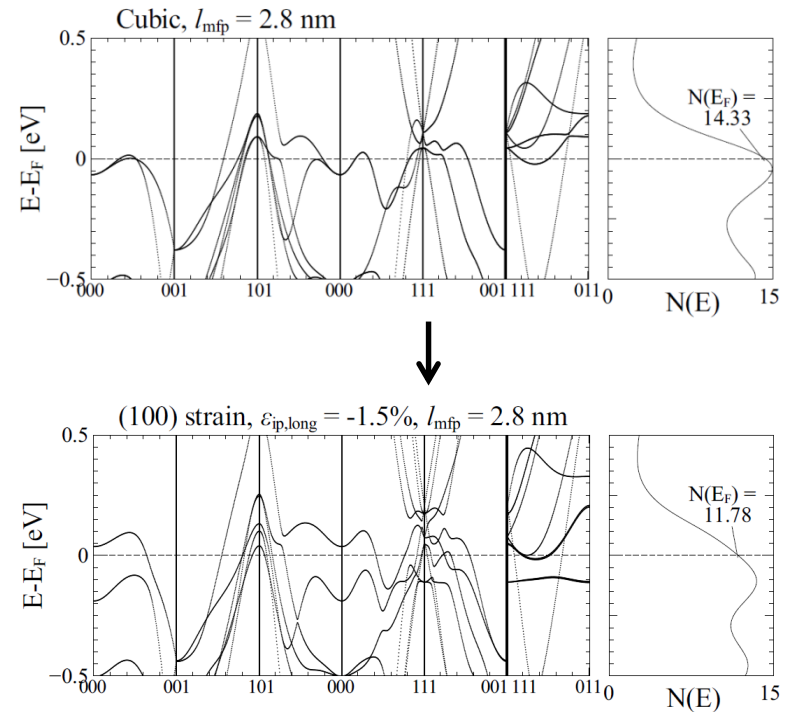 Cubic, lmfp = 2.8 nm
0.5
0
−0.5
E-EF [eV]
000 001 101 000 111 001 111 011
N(EF) =
14.33
0 15
N(E)
(100) strain, εip,long = -1.5%, lmfp = 2.8 nm
0.5
0
−0.5
E-EF [eV]
000 001 101 000 111 001 111 011
N(EF) =
11.78
0 15
N(E)